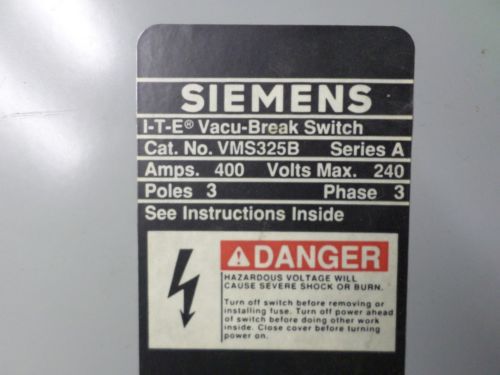 SIEMENS
I-T-E® Vacu-Break Switch
Cat. No. VMS325B Series A
Amps. 400 Volts Max. 240
Poles 3 Phase 3
See Instructions Inside
DANGER
HAZARDOUS VOLTAGE WILL
CAUSE SEVERE SHOCK OR BURN.
Turn off switch before removing or
installing fuse. Turn off power ahead
of switch before doing other work
inside. Close cover before turning
power on.